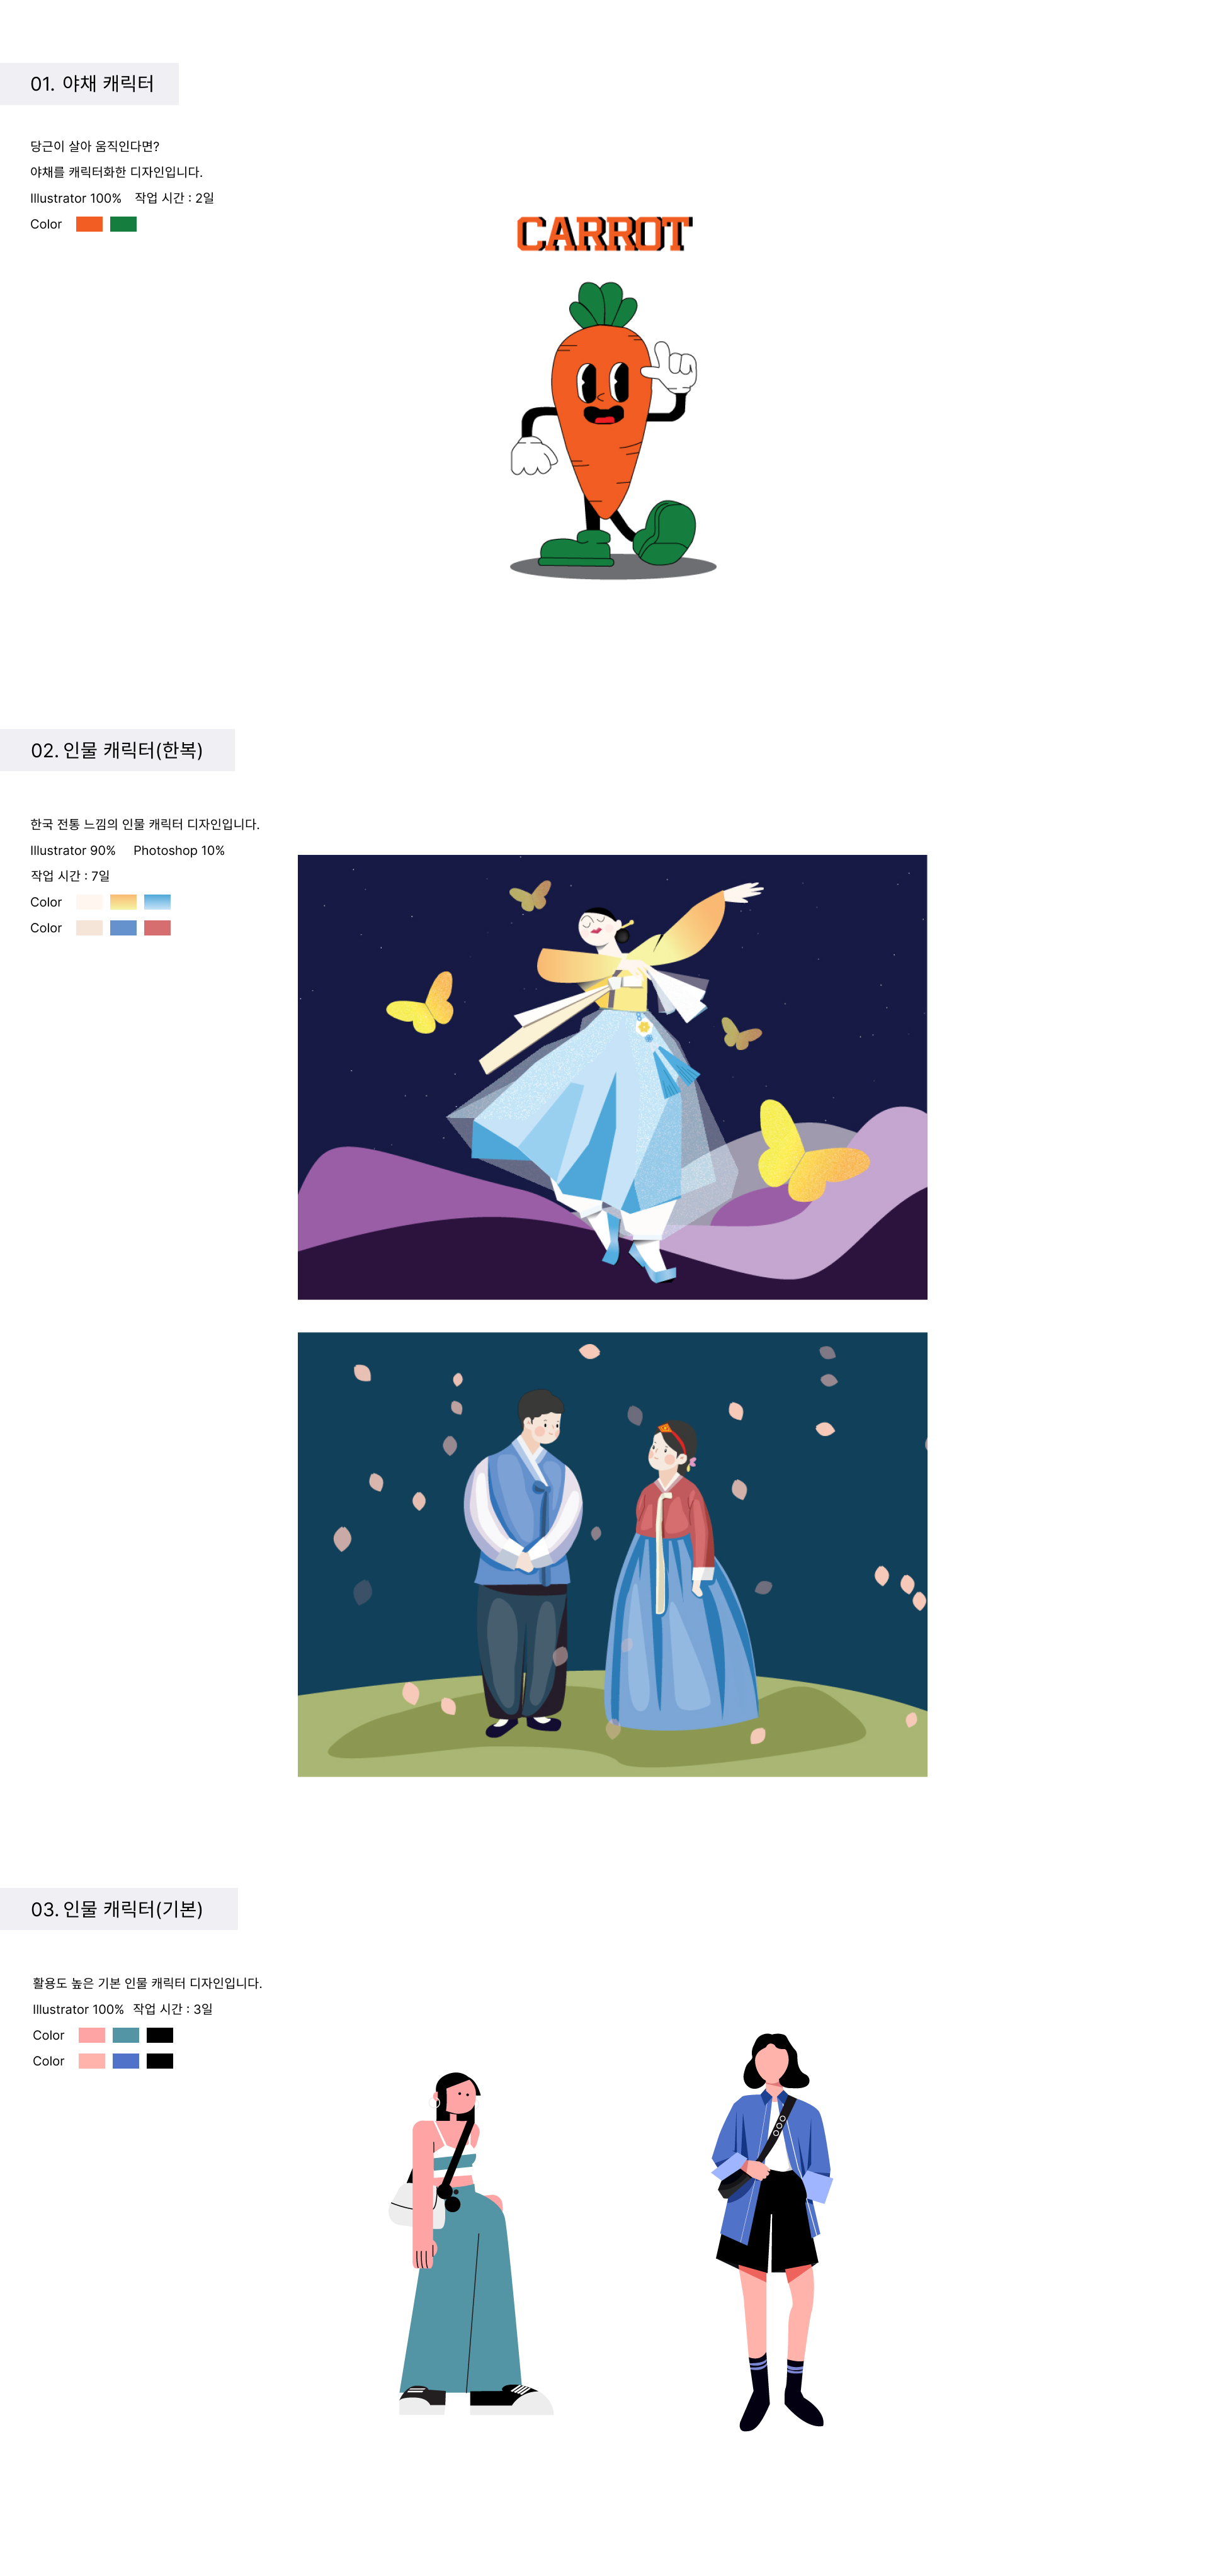 01. 야채 캐릭터
당근이 살아 움직인다면?
야채를 캐릭터화한 디자인입니다.
Illustrator 100% 작업 시간 : 2일
Color
CARROT
02. 인물 캐릭터(한복)
한국 전통 느낌의 인물 캐릭터 디자인입니다.
Illustrator 90% Photoshop 10%
작업 시간 : 7일
Color
Color
03. 인물 캐릭터(기본)
활용도 높은 기본 인물 캐릭터 디자인입니다.
Illustrator 100% 작업 시간 : 3일
Color
Color